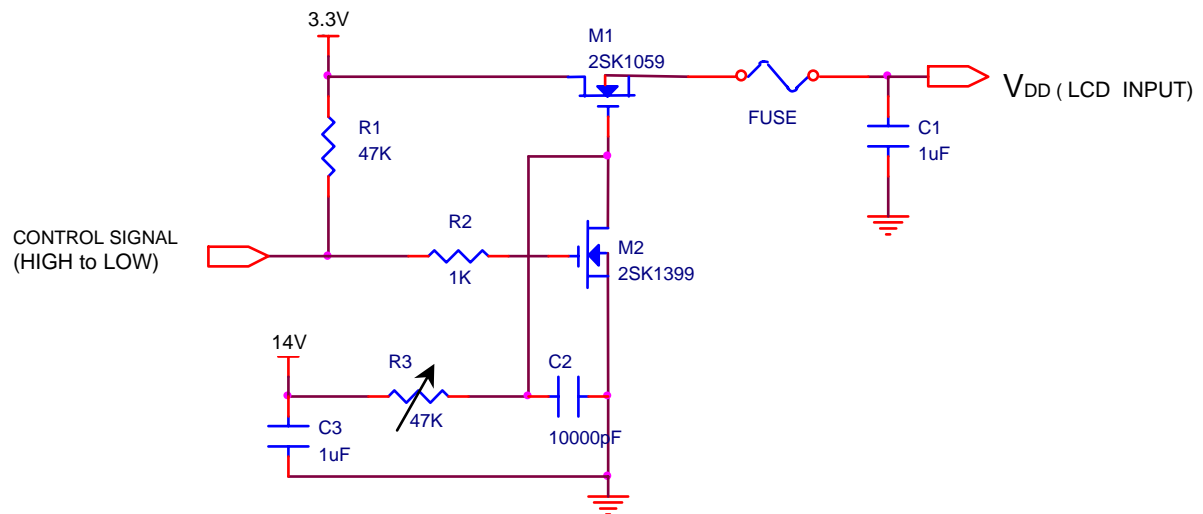 3.3V
M1
2SK1059
R1
47K
FUSE
VDD ( LCD INPUT)
C1
1uF
CONTROL SIGNAL
(HIGH to LOW)
R2
1K
M2
2SK1399
14V
R3
47K
C2
10000pF
C3
1uF